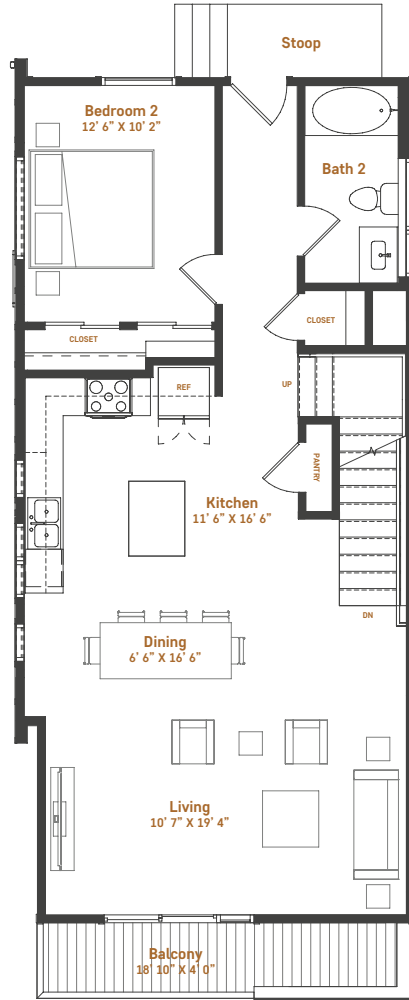 Stoop
Bedroom 2
12’ 6” X 10’ 2”
Bath 2
CLOSET
CLOSET
REF
UP
PANTRY
Kitchen
11’ 6” X 16’ 6”
DN
Dining
6’ 6” X 16’ 6”
Living
10’ 7” X 19’ 4”
Balcony
18’ 10” X 4’ 0”